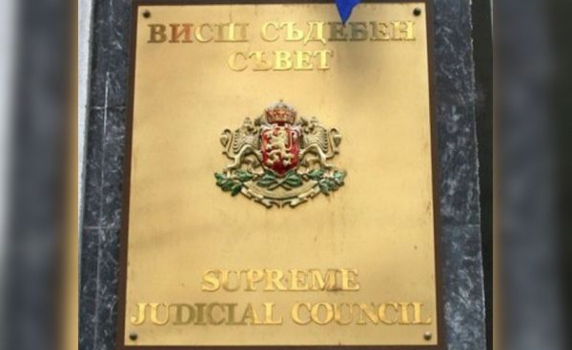 ВИСШ СЪДЕБЕН
СЪВЕТ
SUPREME
JUDICIAL COUNCIL